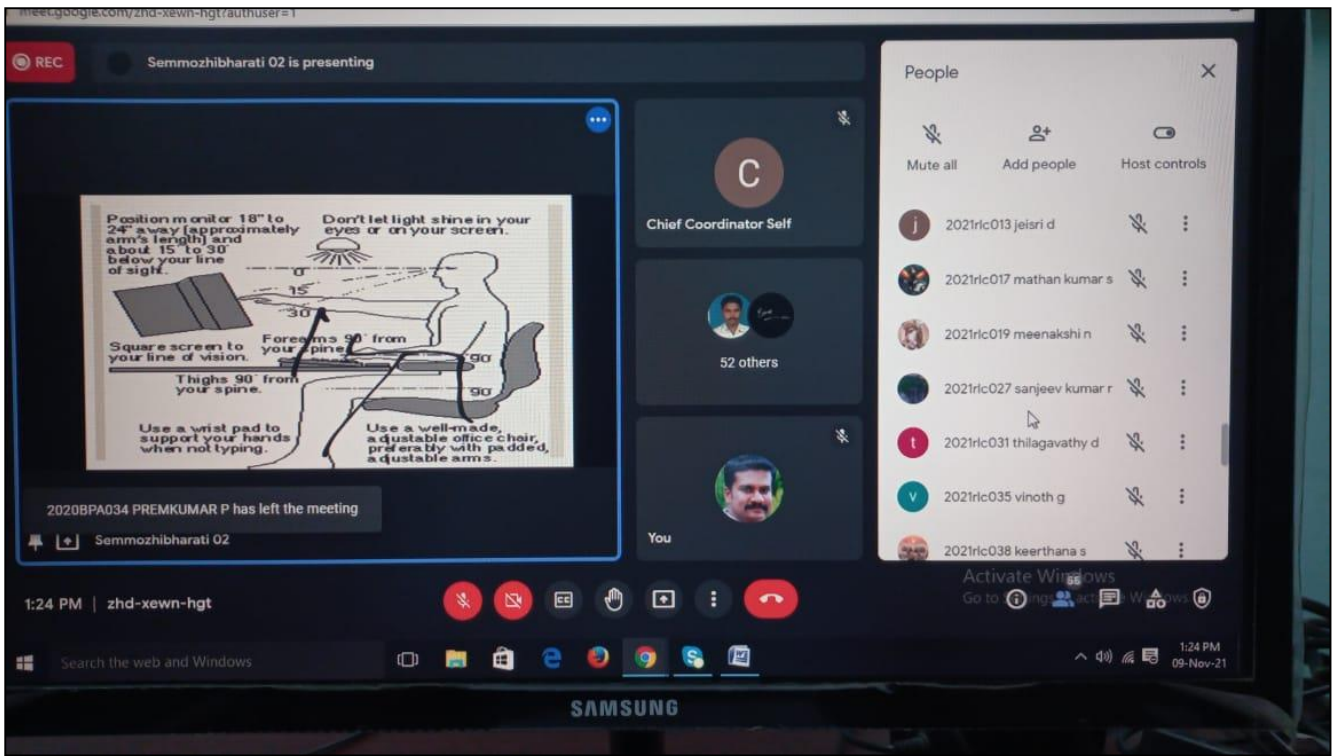 meet.google.com/zhd-xewn-hgt?authuser=1
REC
Semmozhibharati 02 is presenting
Position monitor 18" to
24" away (approximately
arm's length) and
about 15° to 30°
below your line
of sight.
Don't let light shine in your
eyes or on your screen.
0°
15°
30°
Square screen to
your line of vision.
Forearms 90° from
your spine.
90°
Thighs 90° from
your spine.
90°
Use a wrist pad to
support your hands
when not typing.
Use a well-made,
adjustable office chair,
preferably with padded,
adjustable arms.
2020BPA034 PREMKUMAR P has left the meeting
Semmozhibharati 02
C
Chief Coordinator Self
52 others
You
People
Mute all
Add people
Host controls
j
2021rlc013 jeisri d
2021rlc017 mathan kumar s
2021rlc019 meenakshi n
2021rlc027 sanjeev kumar r
t
2021rlc031 thilagavathy d
v
2021rlc035 vinoth g
2021rlc038 keerthana s
Activate Windows
Go to
1:24 PM | zhd-xewn-hgt
CC
Search the web and Windows
1:24 PM
09-Nov-21
SAMSUNG